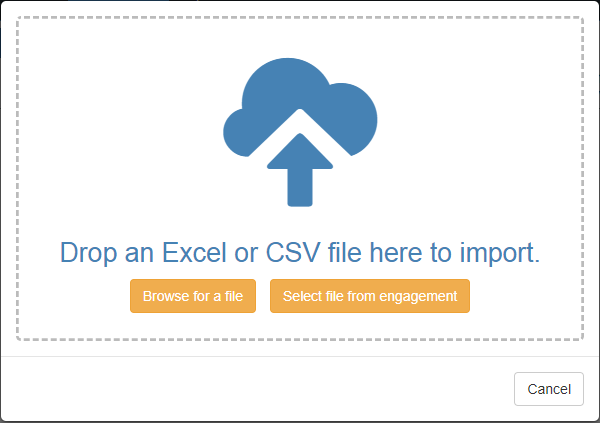 Drop an Excel or CSV file here to import.
Browse for a file
Select file from engagement
Cancel